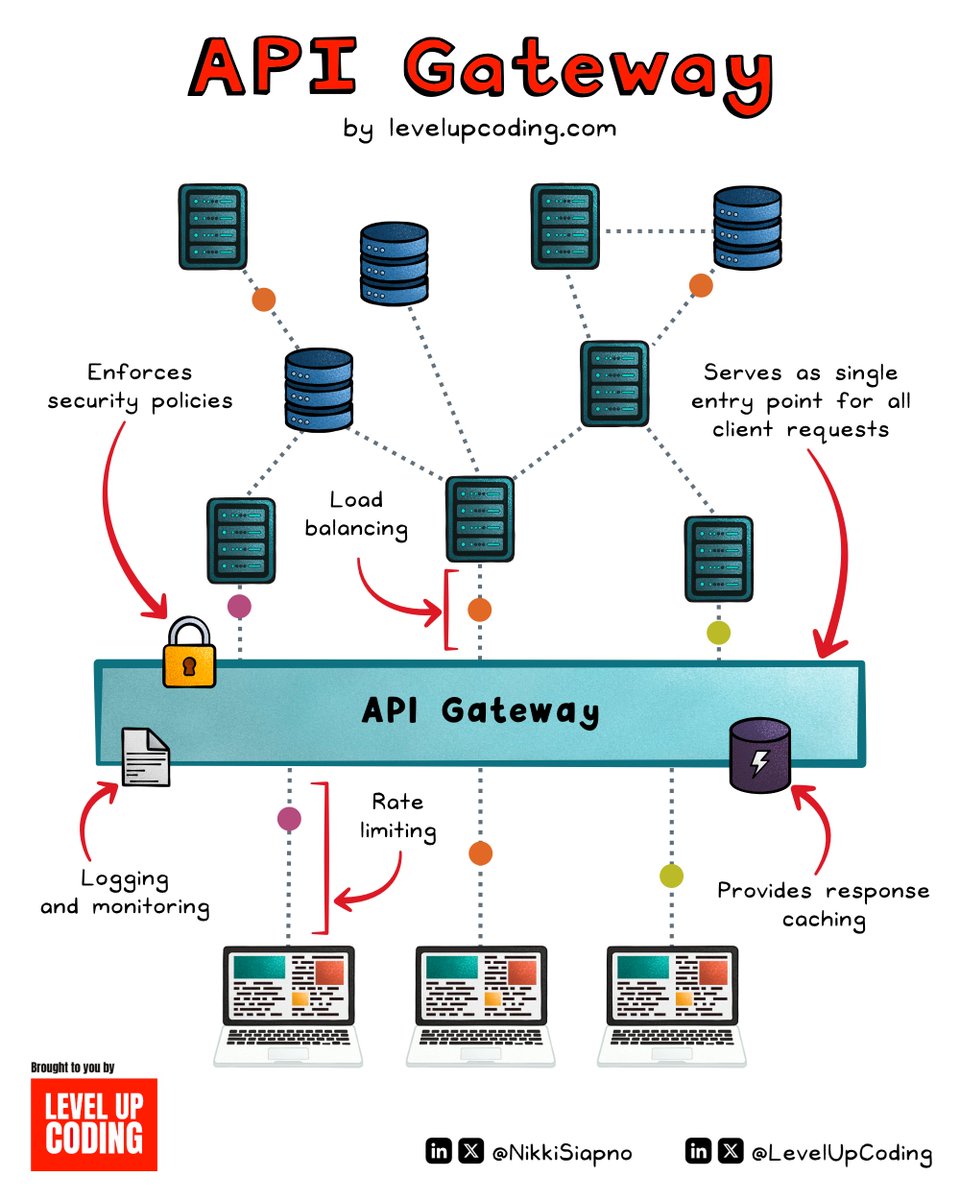 API Gateway
by levelupcoding.com
Enforces
security policies
Serves as single
entry point for all
client requests
Load
balancing
API Gateway
Rate
limiting
Logging
and monitoring
Provides response
caching
Brought to you by
LEVEL UP
CODING
in X @NikkiSiapno
in X @LevelUpCoding